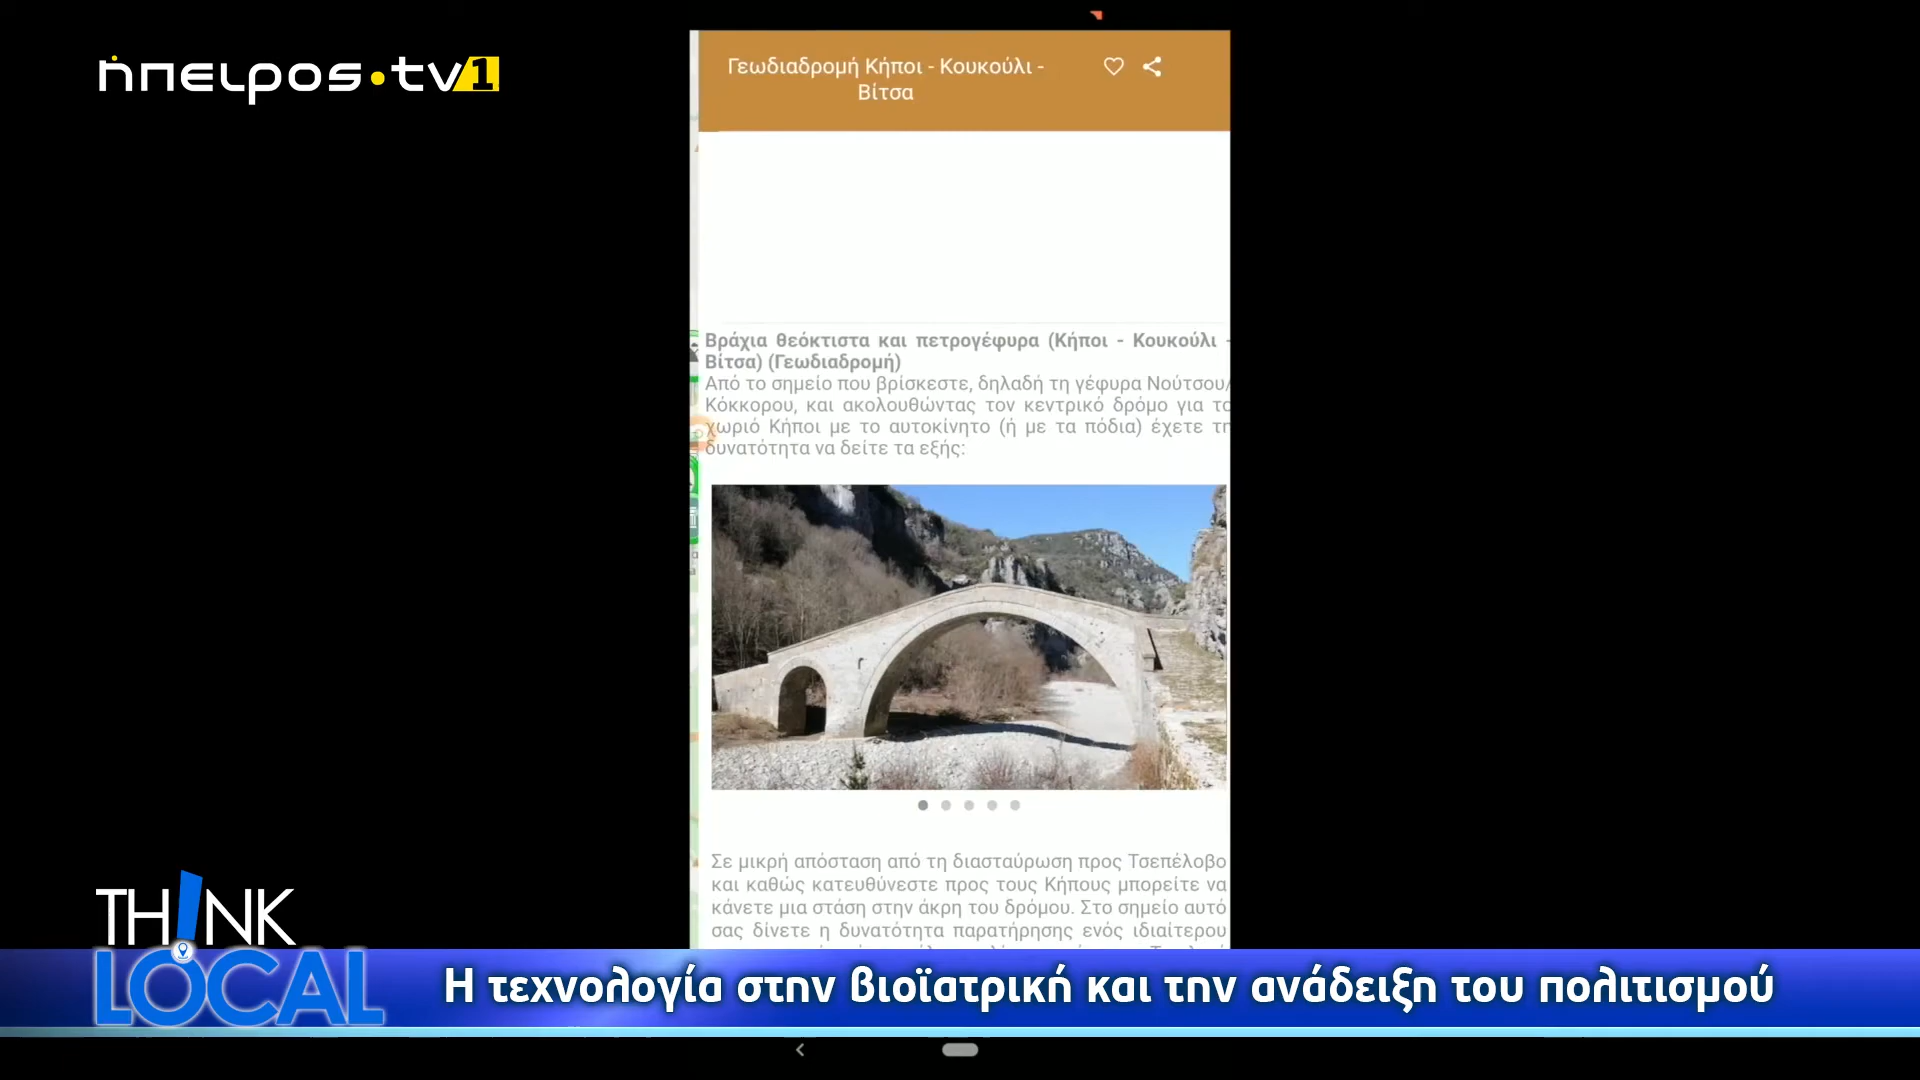 ήπειρος.tv1
Γεωδιαδρομή Κήποι - Κουκούλι -
Βίτσα
Βράχια θεόκτιστα και πετρογέφυρα (Κήποι - Κουκούλι -
Βίτσα) (Γεωδιαδρομή)
Από το σημείο που βρίσκεστε, δηλαδή τη γέφυρα Νούτσου/
Κόκκορου, και ακολουθώντας τον κεντρικό δρόμο για το
χωριό Κήποι με το αυτοκίνητο (ή με τα πόδια) έχετε τη
δυνατότητα να δείτε τα εξής:
Σε μικρή απόσταση από τη διασταύρωση προς Τσεπέλοβο
και καθώς κατευθύνεστε προς τους Κήπους μπορείτε να
κάνετε μια στάση στην άκρη του δρόμου. Στο σημείο αυτό
σας δίνετε η δυνατότητα παρατήρησης ενός ιδιαίτερου
TH!NK
LOCAL
Η τεχνολογία στην βιοϊατρική και την ανάδειξη του πολιτισμού